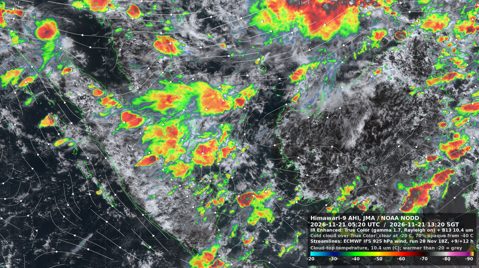 Himawari-9 AHI, JMA / NOAA NODD
2026-11-21 05:20 UTC / 2026-11-21 13:20 SGT
IR Enhanced: True Color (gamma 1.7, Rayleigh on) + B13 10.4 um
Cold cloud over True Color: clear at -20 C, 70% opaque from -40 C
Streamlines: ECMWF IFS 925 hPa wind, run 20 Nov 18Z, +9/+12 h
Cloud-top temperature, 10.4 um (C); warmer than -20 = grey
-20 -30 -40 -50 -60 -70 -80 -90